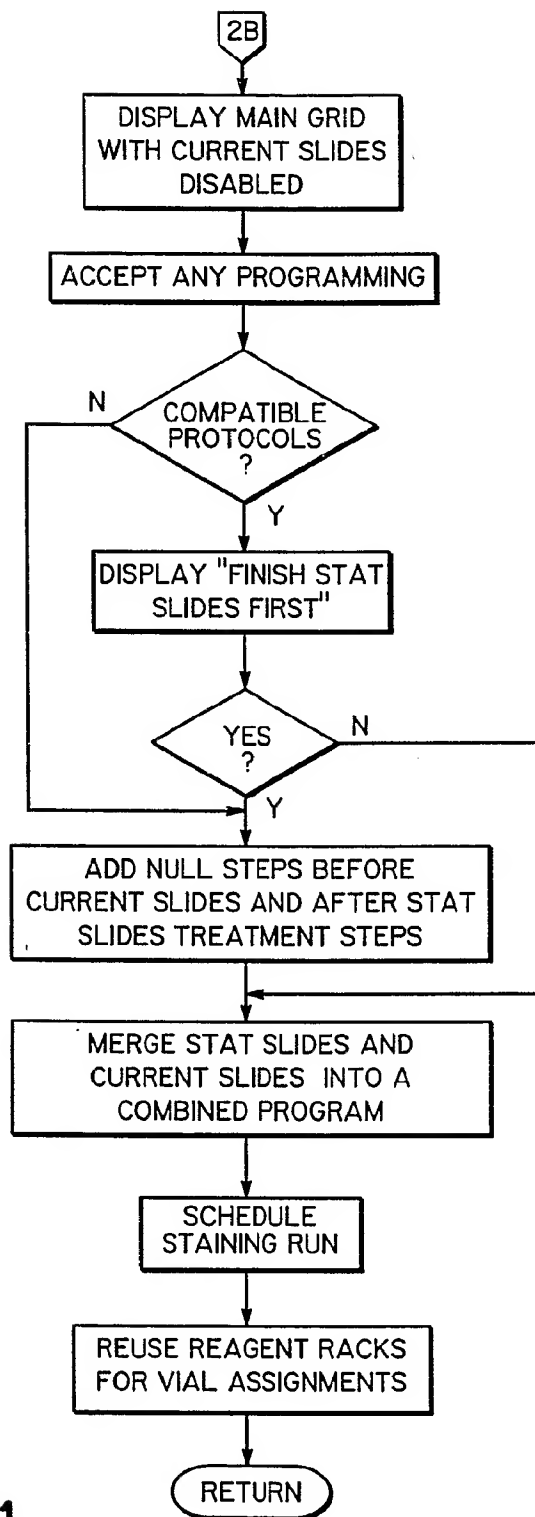 2B
DISPLAY MAIN GRID
WITH CURRENT SLIDES
DISABLED
ACCEPT ANY PROGRAMMING
N
COMPATIBLE
PROTOCOLS
?
Y
DISPLAY "FINISH STAT
SLIDES FIRST"
YES
?
N
Y
ADD NULL STEPS BEFORE
CURRENT SLIDES AND AFTER STAT
SLIDES TREATMENT STEPS
MERGE STAT SLIDES AND
CURRENT SLIDES INTO A
COMBINED PROGRAM
SCHEDULE
STAINING RUN
REUSE REAGENT RACKS
FOR VIAL ASSIGNMENTS
RETURN